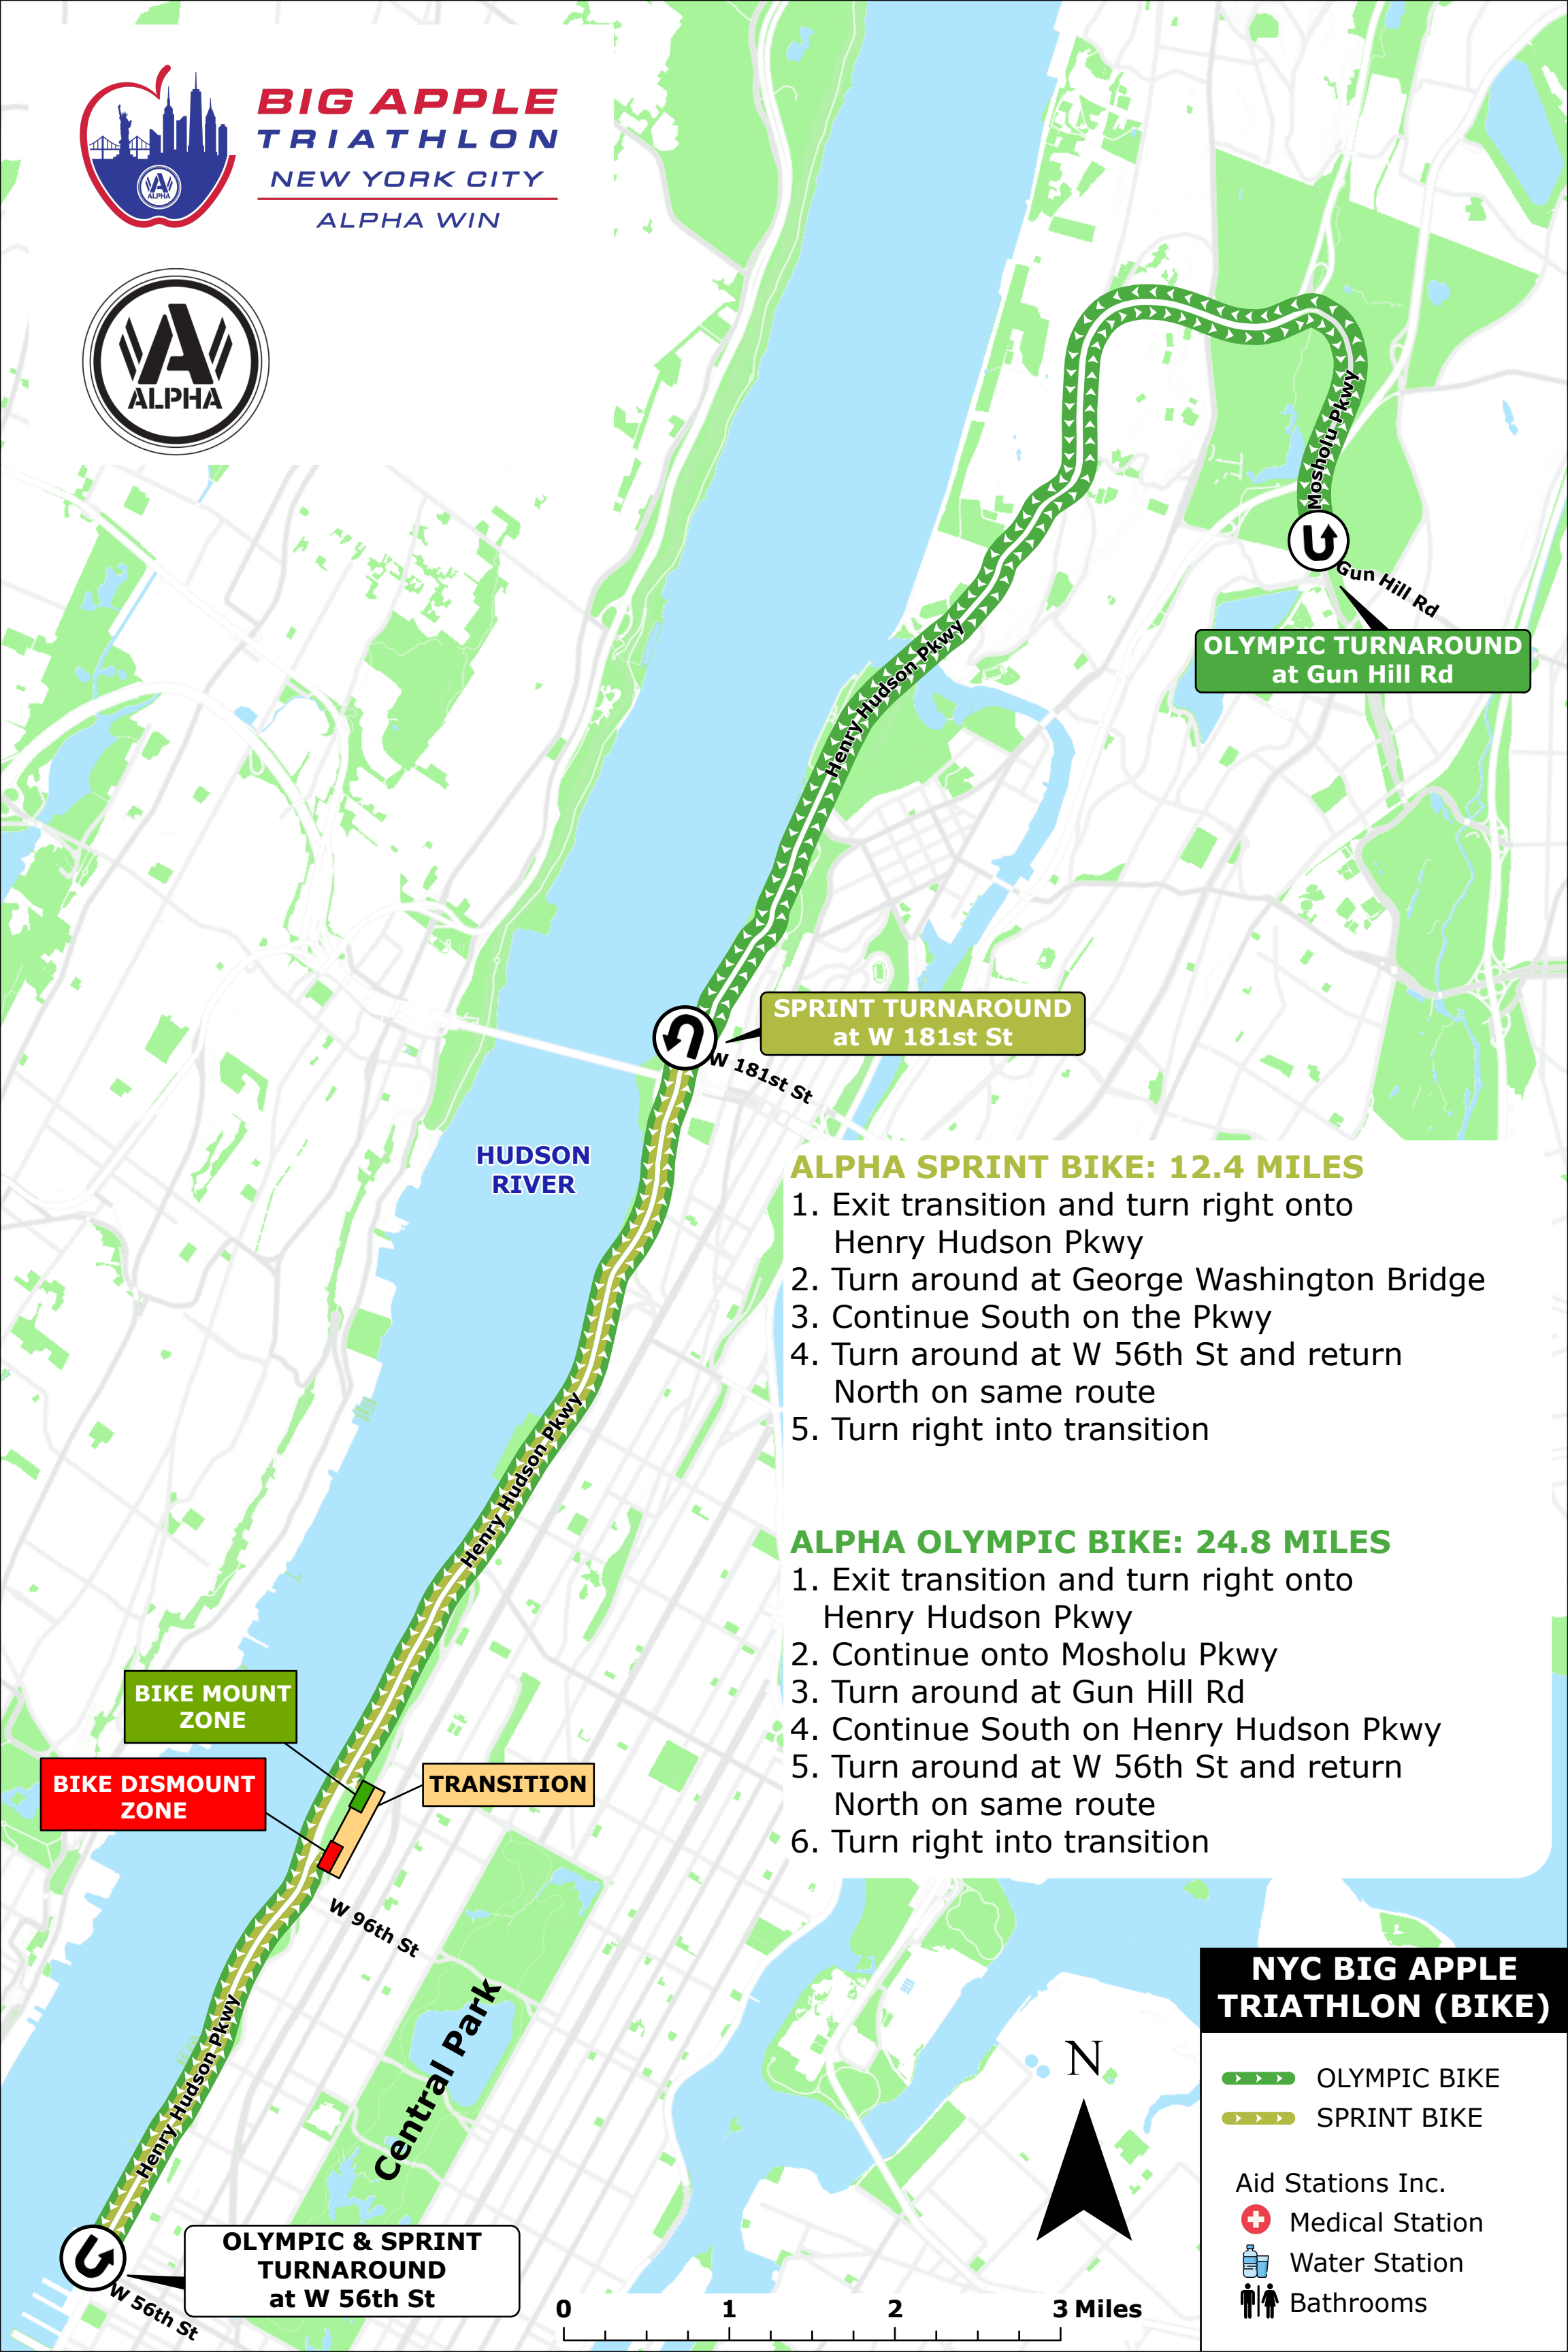 BIG APPLE
TRIATHLON
NEW YORK CITY
ALPHA WIN
ALPHA
ALPHA
Mosholu Pkwy
Gun Hill Rd
OLYMPIC TURNAROUND
at Gun Hill Rd
Henry Hudson Pkwy
SPRINT TURNAROUND
at W 181st St
W 181st St
HUDSON
RIVER
ALPHA SPRINT BIKE: 12.4 MILES
1. Exit transition and turn right onto
Henry Hudson Pkwy
2. Turn around at George Washington Bridge
3. Continue South on the Pkwy
4. Turn around at W 56th St and return
North on same route
5. Turn right into transition
Henry Hudson Pkwy
ALPHA OLYMPIC BIKE: 24.8 MILES
1. Exit transition and turn right onto
Henry Hudson Pkwy
2. Continue onto Mosholu Pkwy
3. Turn around at Gun Hill Rd
4. Continue South on Henry Hudson Pkwy
5. Turn around at W 56th St and return
North on same route
6. Turn right into transition
BIKE MOUNT
ZONE
BIKE DISMOUNT
ZONE
TRANSITION
W 96th St
Central Park
Henry Hudson Pkwy
OLYMPIC & SPRINT
TURNAROUND
at W 56th St
W 56th St
N
0 1 2 3 Miles
NYC BIG APPLE
TRIATHLON (BIKE)
OLYMPIC BIKE
SPRINT BIKE
Aid Stations Inc.
Medical Station
Water Station
Bathrooms